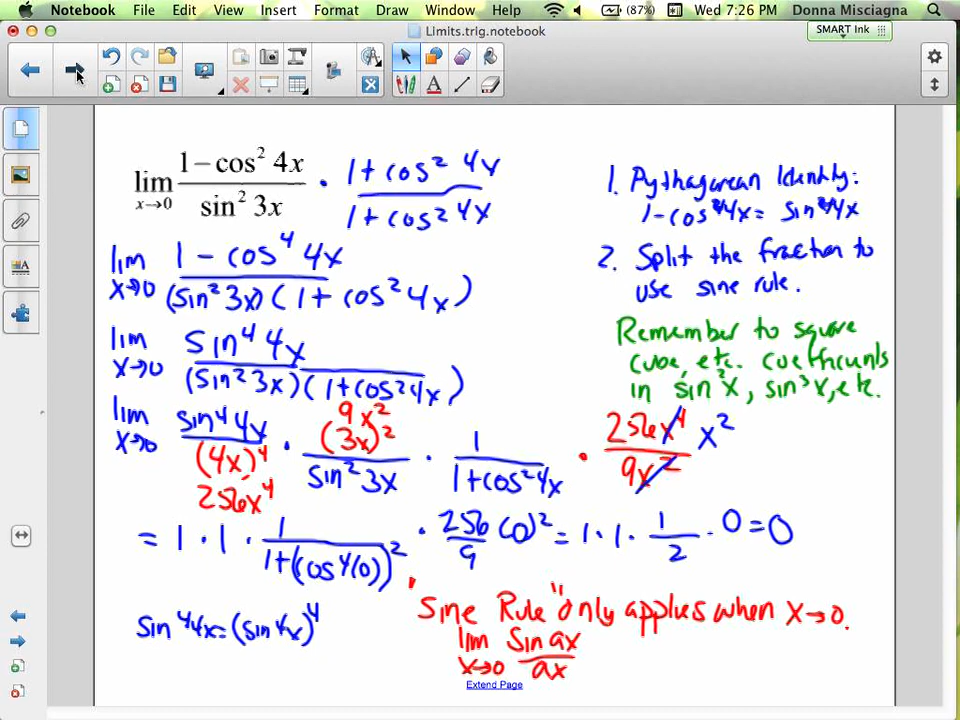 Notebook File Edit View Insert Format Draw Window Help (87%) Wed 7:26 PM Donna Misciagna
Limits.trig.notebook
SMART Ink
lim x→0 1 − cos² 4x / sin² 3x · 1 + cos² 4x / 1 + cos² 4x
1. Pythagorean Identity:
1 - cos² 4x = sin² 4x
lim x→0 1 - cos⁴ 4x / (sin² 3x)(1 + cos² 4x)
2. Split the fraction to
use sine rule.
lim x→0 sin⁴ 4x / (sin² 3x)(1 + cos² 4x)
Remember to square
cube, etc. coefficients
in sin² x, sin³ x, etc.
9x²
lim x→0 sin⁴ 4x / (4x)⁴ · (3x)² / sin² 3x · 1 / 1 + cos² 4x · 256x⁴ / 9x² x²
256x⁴
= 1 · 1 · 1 / 1 + (cos 4(0))² · 256 / 9 (0)² = 1 · 1 · 1 / 2 · 0 = 0
"Sine Rule" only applies when x→0.
sin⁴ 4x = (sin 4x)⁴
lim x→0 sin ax / ax
Extend Page